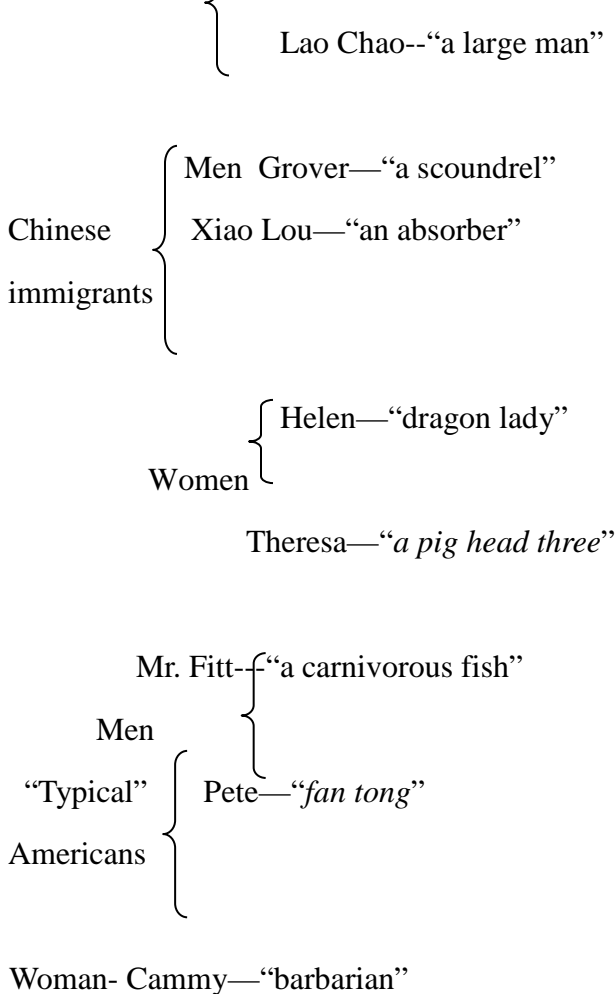 Lao Chao--“a large man”
Men  Grover—“a scoundrel”
Chinese Xiao Lou—“an absorber”
immigrants
Helen—“dragon lady”
Women
Theresa—“a pig head three”
Mr. Fitt--“a carnivorous fish”
Men
“Typical” Pete—“fan tong”
Americans
Woman- Cammy—“barbarian”